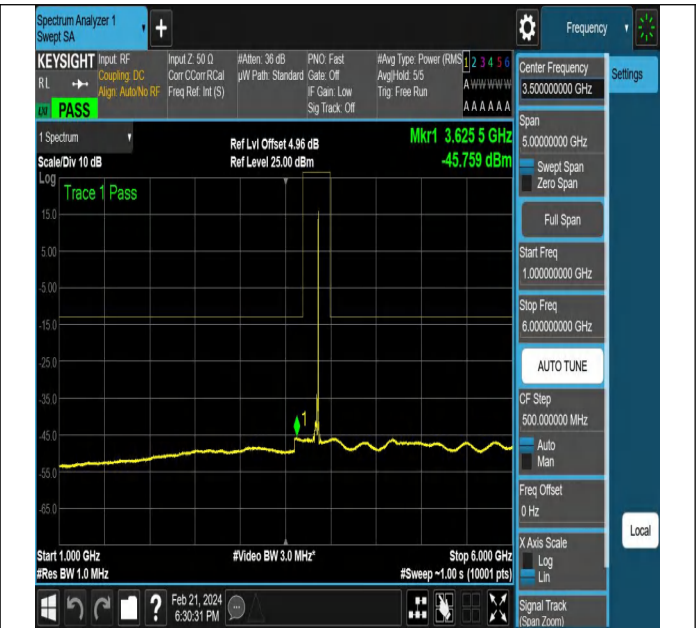 Spectrum Analyzer 1
Swept SA
Frequency
KEYSIGHT
RL
LXI
PASS
Input: RF
Coupling: DC
Align: Auto/No RF
Input Z: 50 Ω
Corr CCorr RCal
Freq Ref: Int (S)
#Atten: 36 dB
µW Path: Standard
PNO: Fast
Gate: Off
IF Gain: Low
Sig Track: Off
#Avg Type: Power (RMS
Avg|Hold: 5/5
Trig: Free Run
1 2 3 4 5 6
A W W W W W
A A A A A A
1 Spectrum
Scale/Div 10 dB
Ref Lvl Offset 4.96 dB
Ref Level 25.00 dBm
Mkr1 3.625 5 GHz
-45.759 dBm
Log
Trace 1 Pass
15.0
5.00
-5.00
-15.0
-25.0
-35.0
-45.0
-55.0
-65.0
1
Start 1.000 GHz
#Res BW 1.0 MHz
#Video BW 3.0 MHz*
Stop 6.000 GHz
#Sweep ~1.00 s (10001 pts)
?
Feb 21, 2024
6:30:31 PM
Center Frequency
3.500000000 GHz
Settings
Span
5.00000000 GHz
Swept Span
Zero Span
Full Span
Start Freq
1.000000000 GHz
Stop Freq
6.000000000 GHz
AUTO TUNE
CF Step
500.000000 MHz
Auto
Man
Freq Offset
0 Hz
X Axis Scale
Log
Lin
Local
Signal Track
(Span Zoom)